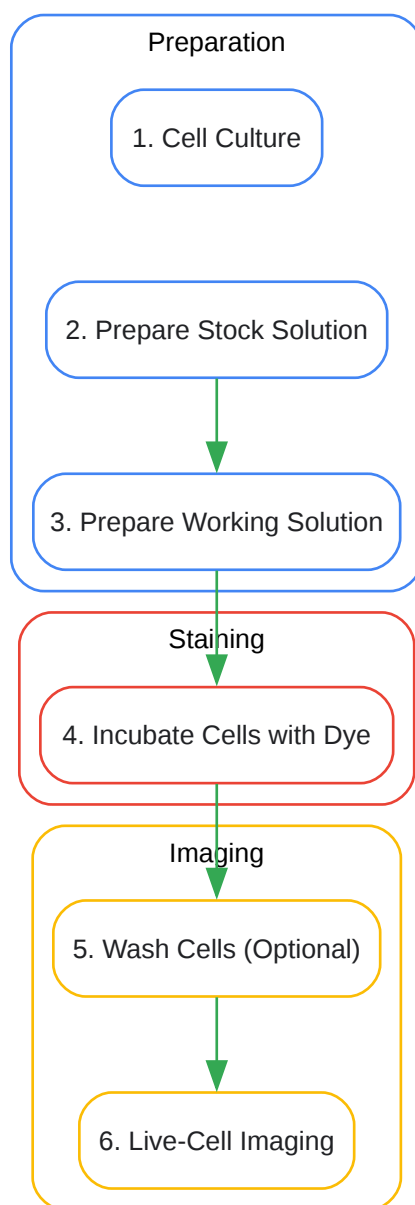 Preparation
1. Cell Culture
2. Prepare Stock Solution
3. Prepare Working Solution
Staining
4. Incubate Cells with Dye
Imaging
5. Wash Cells (Optional)
6. Live-Cell Imaging